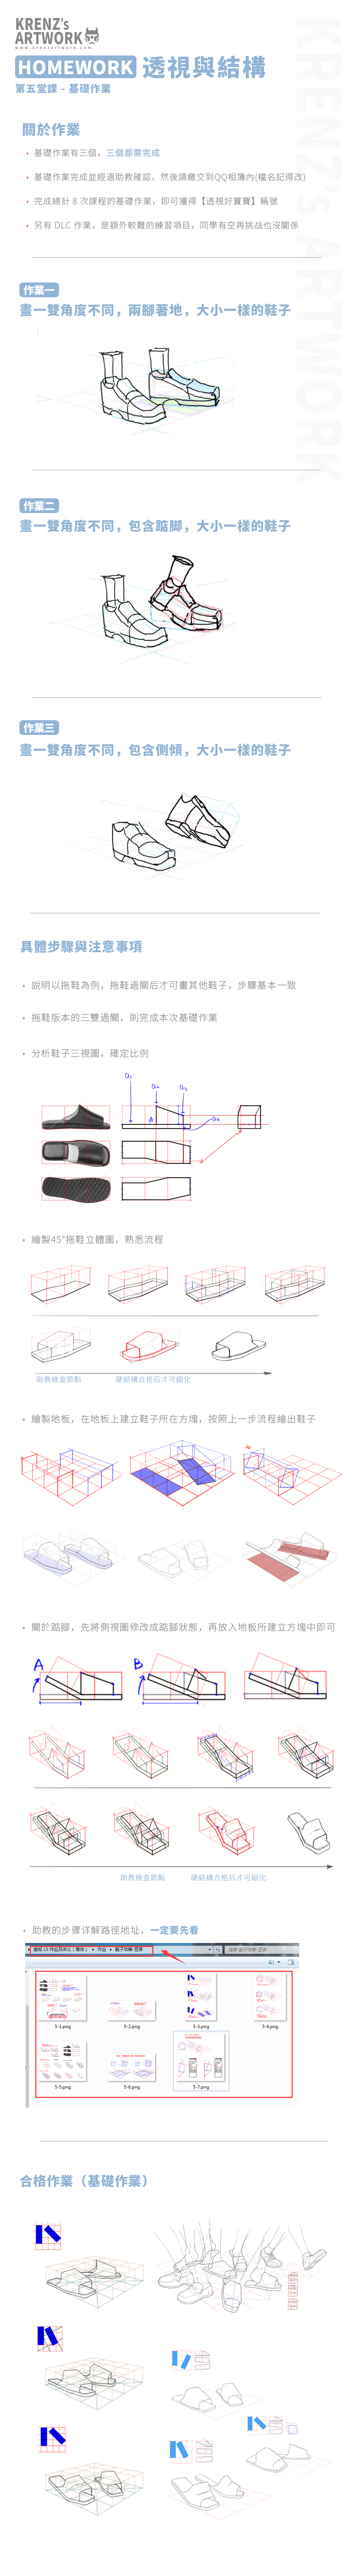 KRENZ's
ARTWORK
www.krenzartwork.com
KRENZ's ARTWORK
HOMEWORK 透視與結構
第五堂課 - 基礎作業
關於作業
• 基礎作業有三個，三個都需完成
• 基礎作業完成並經過助教確認，然後請繳交到QQ相簿內(檔名記得改)
• 完成總計 8 次課程的基礎作業，即可獲得【透視好寶寶】稱號
• 另有 DLC 作業，是額外較難的練習項目，同學有空再挑战也沒關係
作業一
畫一雙角度不同，兩腳著地，大小一樣的鞋子
作業二
畫一雙角度不同，包含踮脚，大小一樣的鞋子
作業三
畫一雙角度不同，包含側傾，大小一樣的鞋子
具體步驟與注意事項
• 說明以拖鞋為例，拖鞋過關后才可畫其他鞋子，步驟基本一致
• 拖鞋版本的三雙過關，則完成本次基礎作業
• 分析鞋子三視圖，確定比例
• 繪製45°拖鞋立體圖，熟悉流程
助教檢查節點
硬結構合格后才可細化
• 繪製地板，在地板上建立鞋子所在方塊，按照上一步流程繪出鞋子
• 關於踮腳，先將側視圖修改成踮腳狀態，再放入地板所建立方塊中即可
A
B
助教檢查節點
硬結構合格后才可細化
• 助教的步骤详解路徑地址，一定要先看
5-1.png
5-2.png
5-3.png
5-4.png
5-5.png
5-6.png
5-7.png
合格作業（基礎作業）